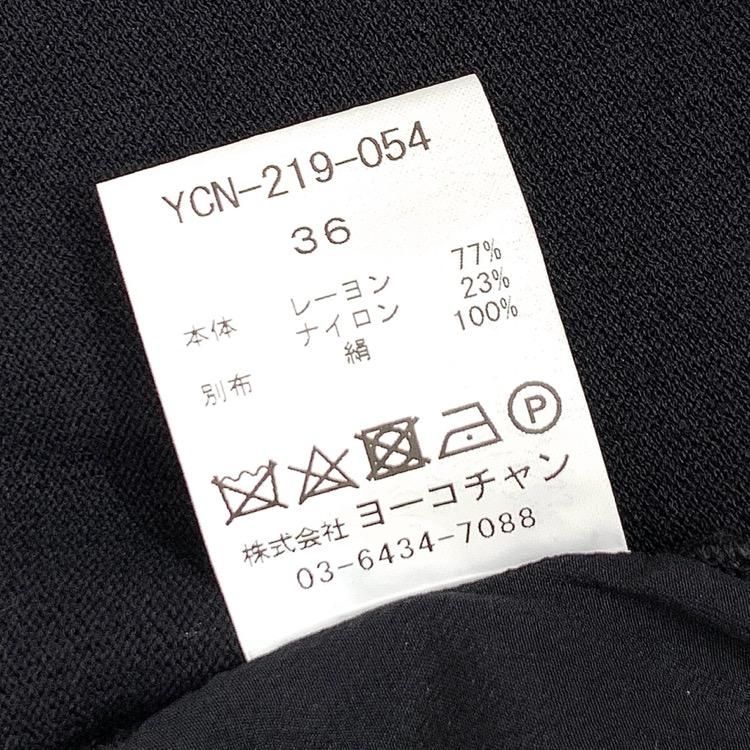 YCN-219-054
36
本体 レーヨン 77%
ナイロン 23%
別布 絹 100%
P
株式会社 ヨーコチャン
03-6434-7088